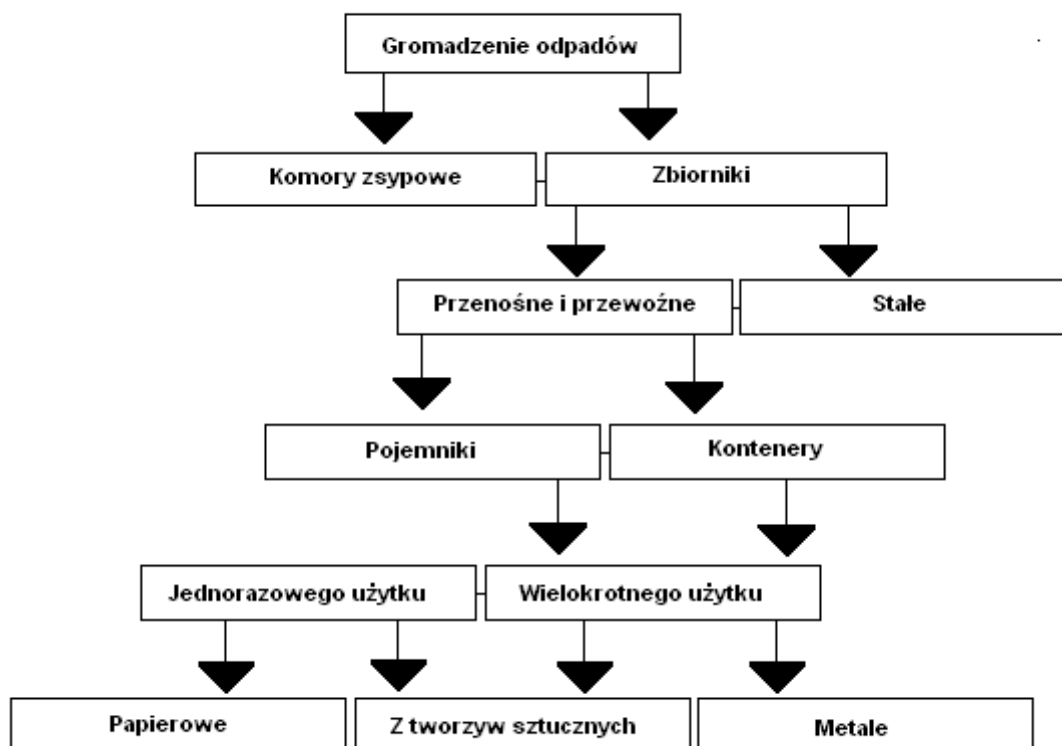 Gromadzenie odpadów
Komory zsypowe
Zbiorniki
Przenośne i przewoźne
Stałe
Pojemniki
Kontenery
Jednorazowego użytku
Wielokrotnego użytku
Papierowe
Z tworzyw sztucznych
Metale